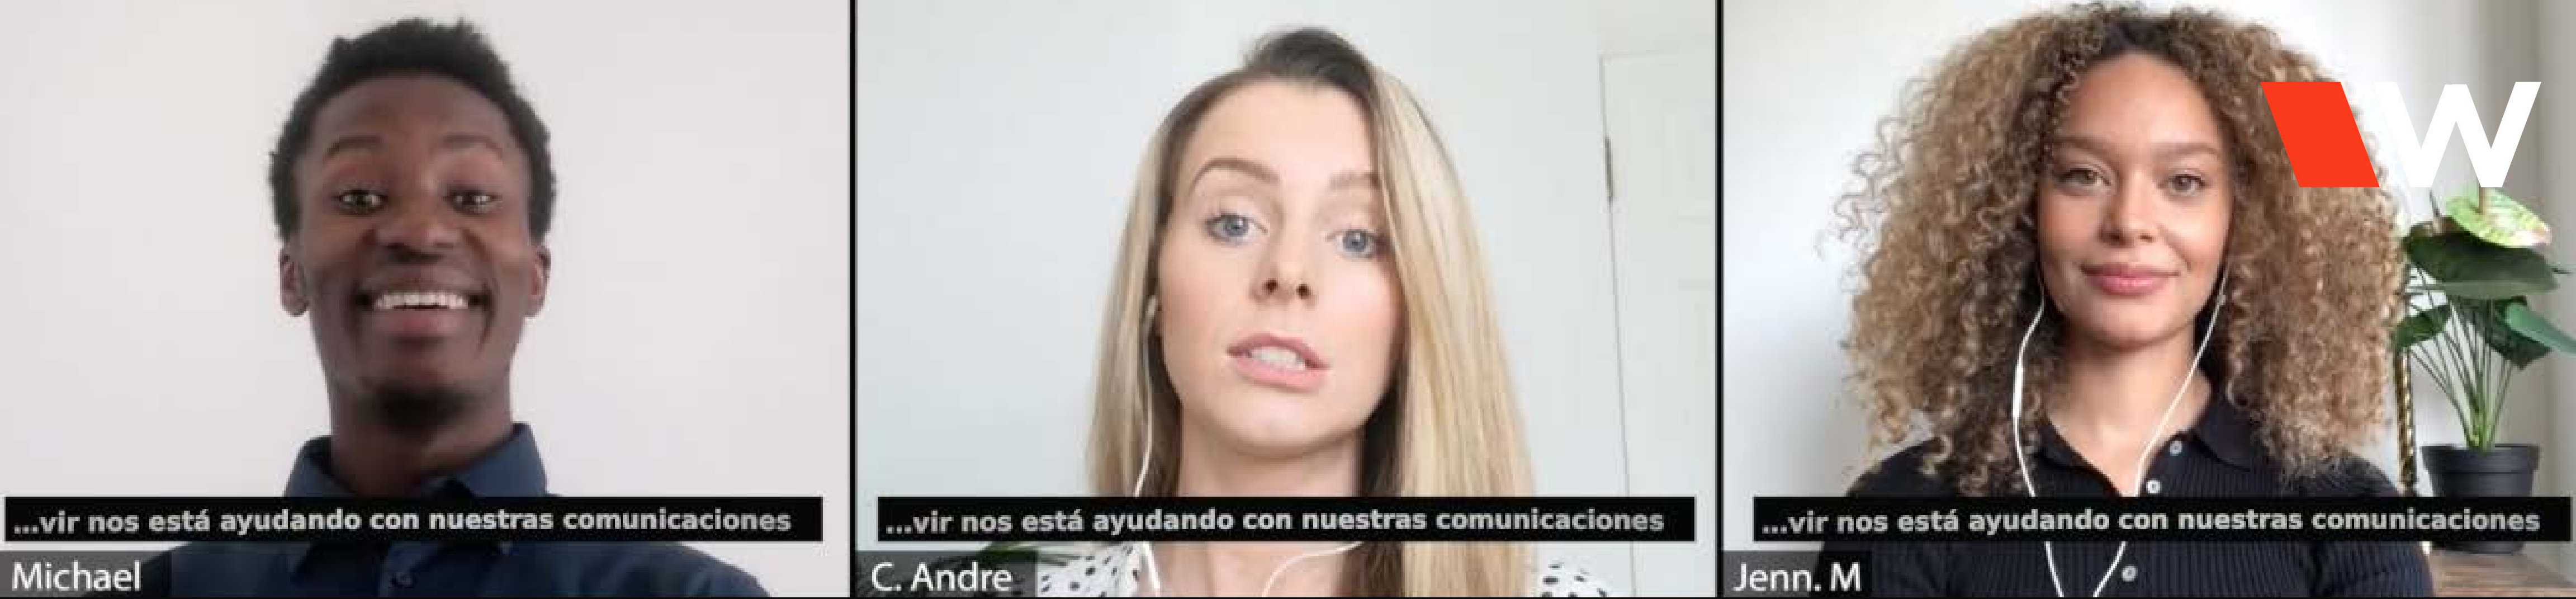 W
...vir nos está ayudando con nuestras comunicaciones
...vir nos está ayudando con nuestras comunicaciones
...vir nos está ayudando con nuestras comunicaciones
Michael
C. Andre
Jenn. M